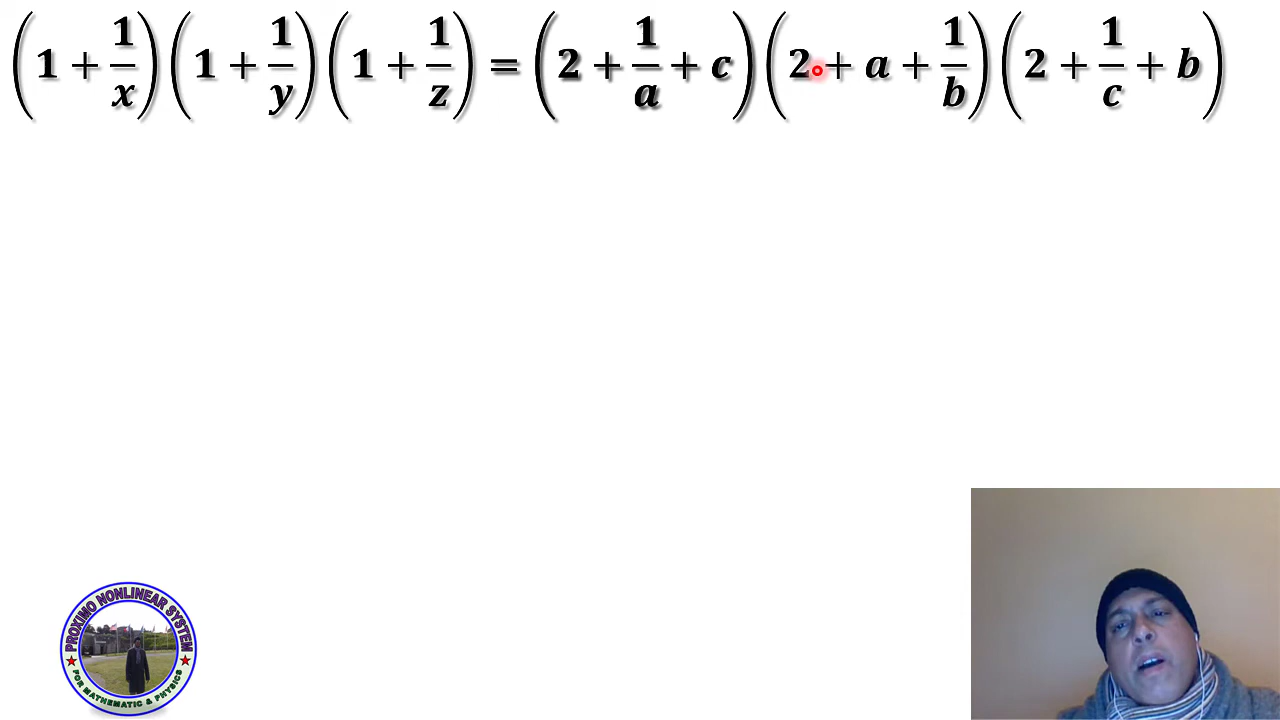 (1 + 1/x)(1 + 1/y)(1 + 1/z) = (2 + 1/a + c)(2 + a + 1/b)(2 + 1/c + b)
PROXIMO NONLINEAR SYSTEM
FOR MATHEMATIC & PHYSICS